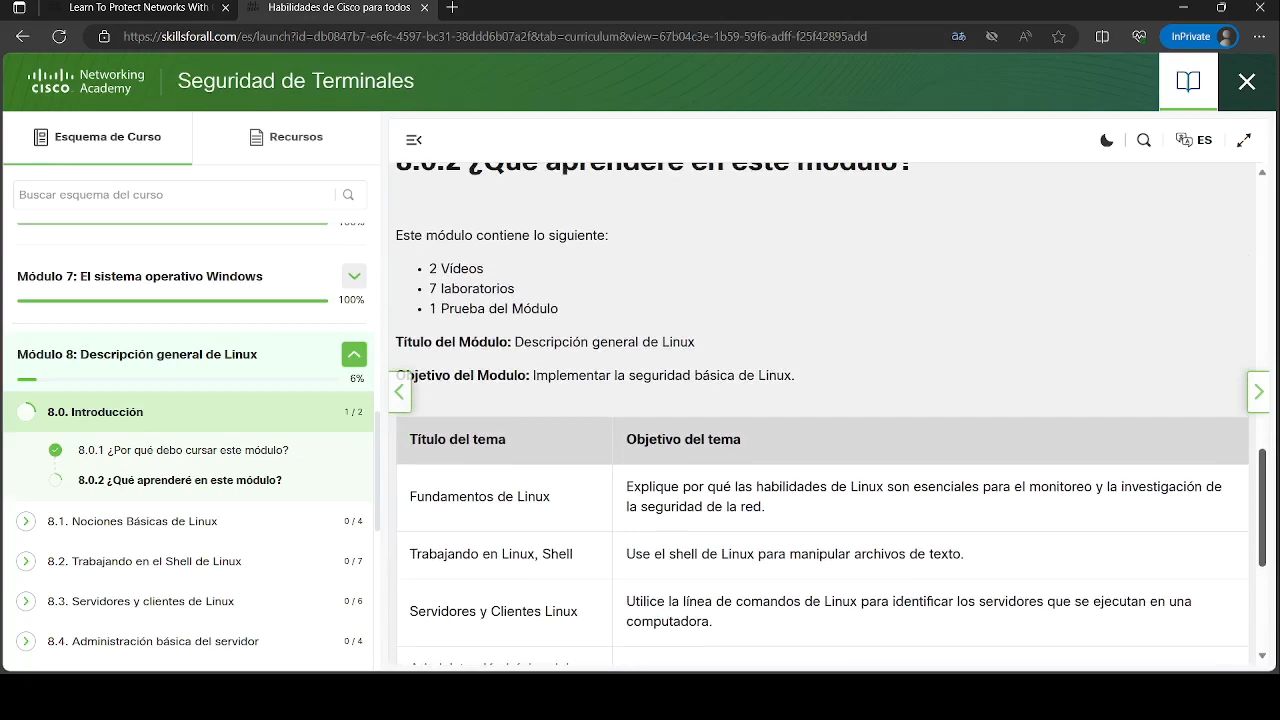 Learn To Protect Networks With
Habilidades de Cisco para todos
https://skillsforall.com/es/launch?id=db0847b7-e6fc-4597-bc31-38ddd6b07a2f&tab=curriculum&view=67b04c3e-1b59-59f6-adff-f25f42895add
InPrivate
CISCO Networking Academy
Seguridad de Terminales
Esquema de Curso
Recursos
ES
Buscar esquema del curso
100%
Módulo 7: El sistema operativo Windows
100%
Módulo 8: Descripción general de Linux
6%
8.0. Introducción 1 / 2
8.0.1 ¿Por qué debo cursar este módulo?
8.0.2 ¿Qué aprenderé en este módulo?
8.1. Nociones Básicas de Linux 0 / 4
8.2. Trabajando en el Shell de Linux 0 / 7
8.3. Servidores y clientes de Linux 0 / 6
8.4. Administración básica del servidor 0 / 4
8.0.2 ¿Qué aprenderé en este módulo?
Este módulo contiene lo siguiente:
• 2 Vídeos
• 7 laboratorios
• 1 Prueba del Módulo
Título del Módulo: Descripción general de Linux
Objetivo del Modulo: Implementar la seguridad básica de Linux.
Título del tema Objetivo del tema
Fundamentos de Linux Explique por qué las habilidades de Linux son esenciales para el monitoreo y la investigación de
la seguridad de la red.
Trabajando en Linux, Shell Use el shell de Linux para manipular archivos de texto.
Servidores y Clientes Linux Utilice la línea de comandos de Linux para identificar los servidores que se ejecutan en una
computadora.